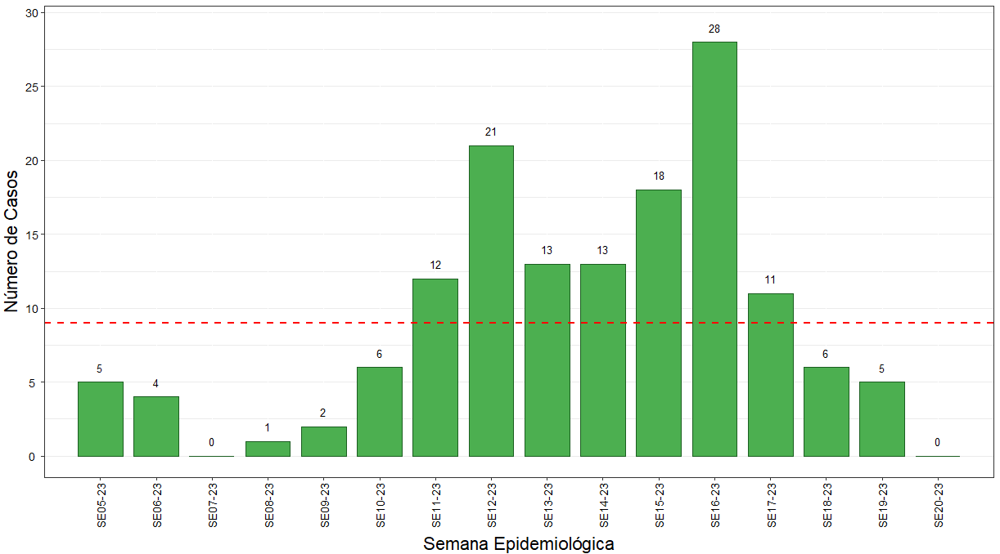 30
25
20
15
10
5
0
Número de Casos
5
4
0
1
2
6
12
21
13
13
18
28
11
6
5
0
SE05-23
SE06-23
SE07-23
SE08-23
SE09-23
SE10-23
SE11-23
SE12-23
SE13-23
SE14-23
SE15-23
SE16-23
SE17-23
SE18-23
SE19-23
SE20-23
Semana Epidemiológica